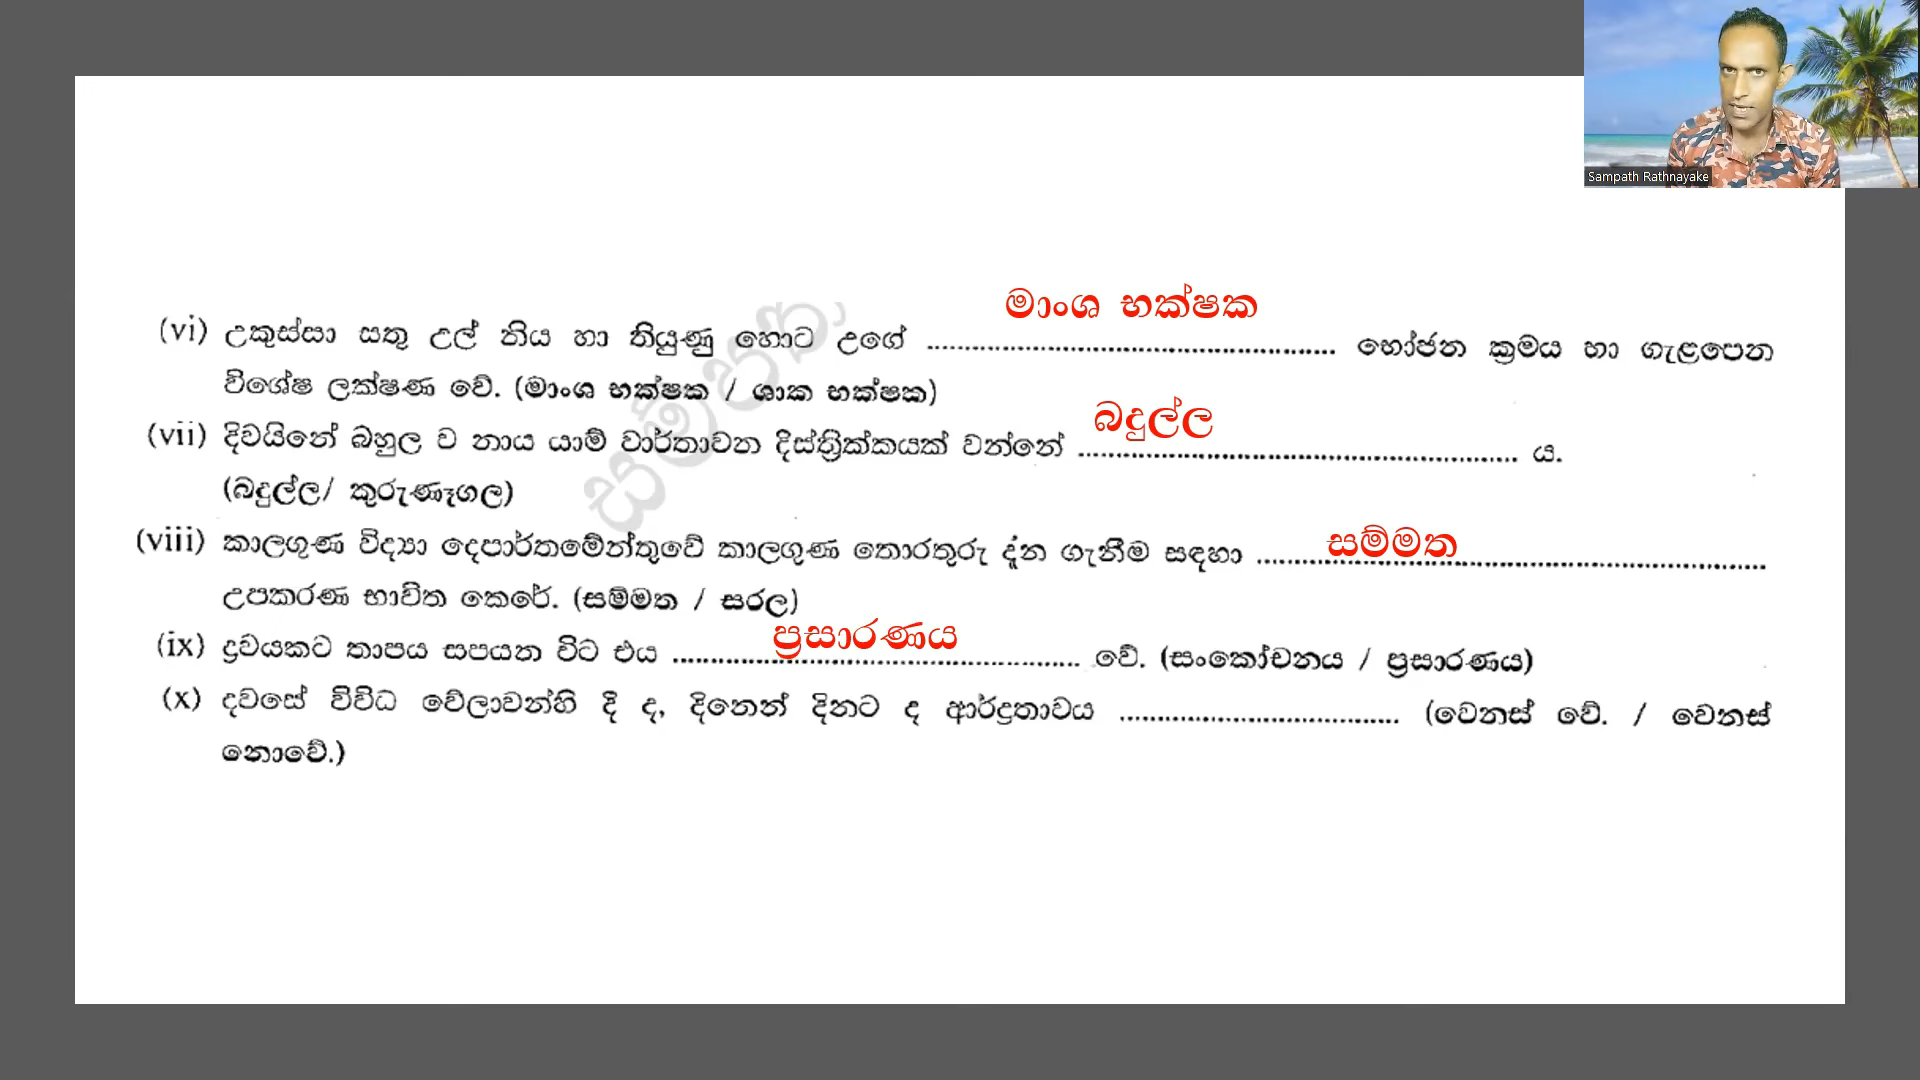 Sampath Rathnayake
මාංශ භක්ෂක
(vi) උකුස්සා සතු උල් නිය හා තියුණු හොට උගේ ........................ භෝජන ක්‍රමය හා ගැළපෙන
විශේෂ ලක්ෂණ වේ. (මාංශ භක්ෂක / ශාක භක්ෂක)
බදුල්ල
(vii) දිවයිනේ බහුල ව නාය යාම් වාර්තාවන දිස්ත්‍රික්කයක් වන්නේ ........................ ය.
(බදුල්ල/ කුරුණෑගල)
(viii) කාලගුණ විද්‍යා දෙපාර්තමේන්තුවේ කාලගුණ තොරතුරු දැන ගැනීම සඳහා ........ සම්මත ........
උපකරණ භාවිත කෙරේ. (සම්මත / සරල)
(ix) ද්‍රවයකට තාපය සපයන විට එය ........ ප්‍රසාරණය ........ වේ. (සංකෝචනය / ප්‍රසාරණය)
(x) දවසේ විවිධ වේලාවන්හි දී ද, දිනෙන් දිනට ද ආර්ද්‍රතාවය ........................ (වෙනස් වේ. / වෙනස්
නොවේ.)
සමහන